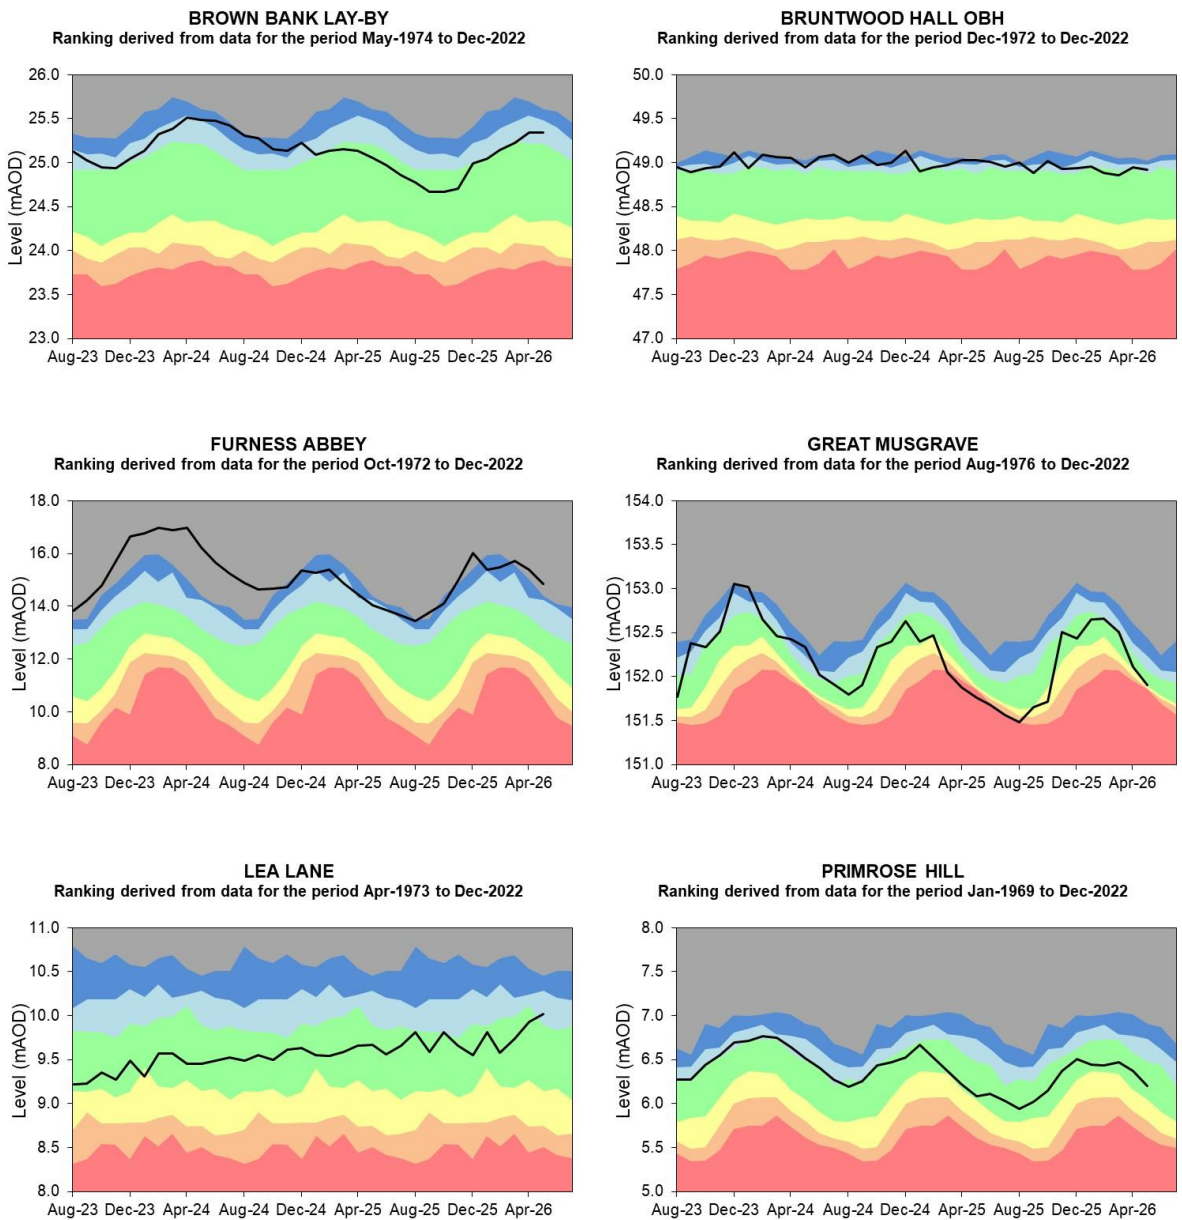 BROWN BANK LAY-BY
Ranking derived from data for the period May-1974 to Dec-2022
Level (mAOD)
26.0
25.5
25.0
24.5
24.0
23.5
23.0
Aug-23 Dec-23 Apr-24 Aug-24 Dec-24 Apr-25 Aug-25 Dec-25 Apr-26
BRUNTWOOD HALL OBH
Ranking derived from data for the period Dec-1972 to Dec-2022
Level (mAOD)
50.0
49.5
49.0
48.5
48.0
47.5
47.0
Aug-23 Dec-23 Apr-24 Aug-24 Dec-24 Apr-25 Aug-25 Dec-25 Apr-26
FURNESS ABBEY
Ranking derived from data for the period Oct-1972 to Dec-2022
Level (mAOD)
18.0
16.0
14.0
12.0
10.0
8.0
Aug-23 Dec-23 Apr-24 Aug-24 Dec-24 Apr-25 Aug-25 Dec-25 Apr-26
GREAT MUSGRAVE
Ranking derived from data for the period Aug-1976 to Dec-2022
Level (mAOD)
154.0
153.5
153.0
152.5
152.0
151.5
151.0
Aug-23 Dec-23 Apr-24 Aug-24 Dec-24 Apr-25 Aug-25 Dec-25 Apr-26
LEA LANE
Ranking derived from data for the period Apr-1973 to Dec-2022
Level (mAOD)
11.0
10.5
10.0
9.5
9.0
8.5
8.0
Aug-23 Dec-23 Apr-24 Aug-24 Dec-24 Apr-25 Aug-25 Dec-25 Apr-26
PRIMROSE HILL
Ranking derived from data for the period Jan-1969 to Dec-2022
Level (mAOD)
8.0
7.5
7.0
6.5
6.0
5.5
5.0
Aug-23 Dec-23 Apr-24 Aug-24 Dec-24 Apr-25 Aug-25 Dec-25 Apr-26